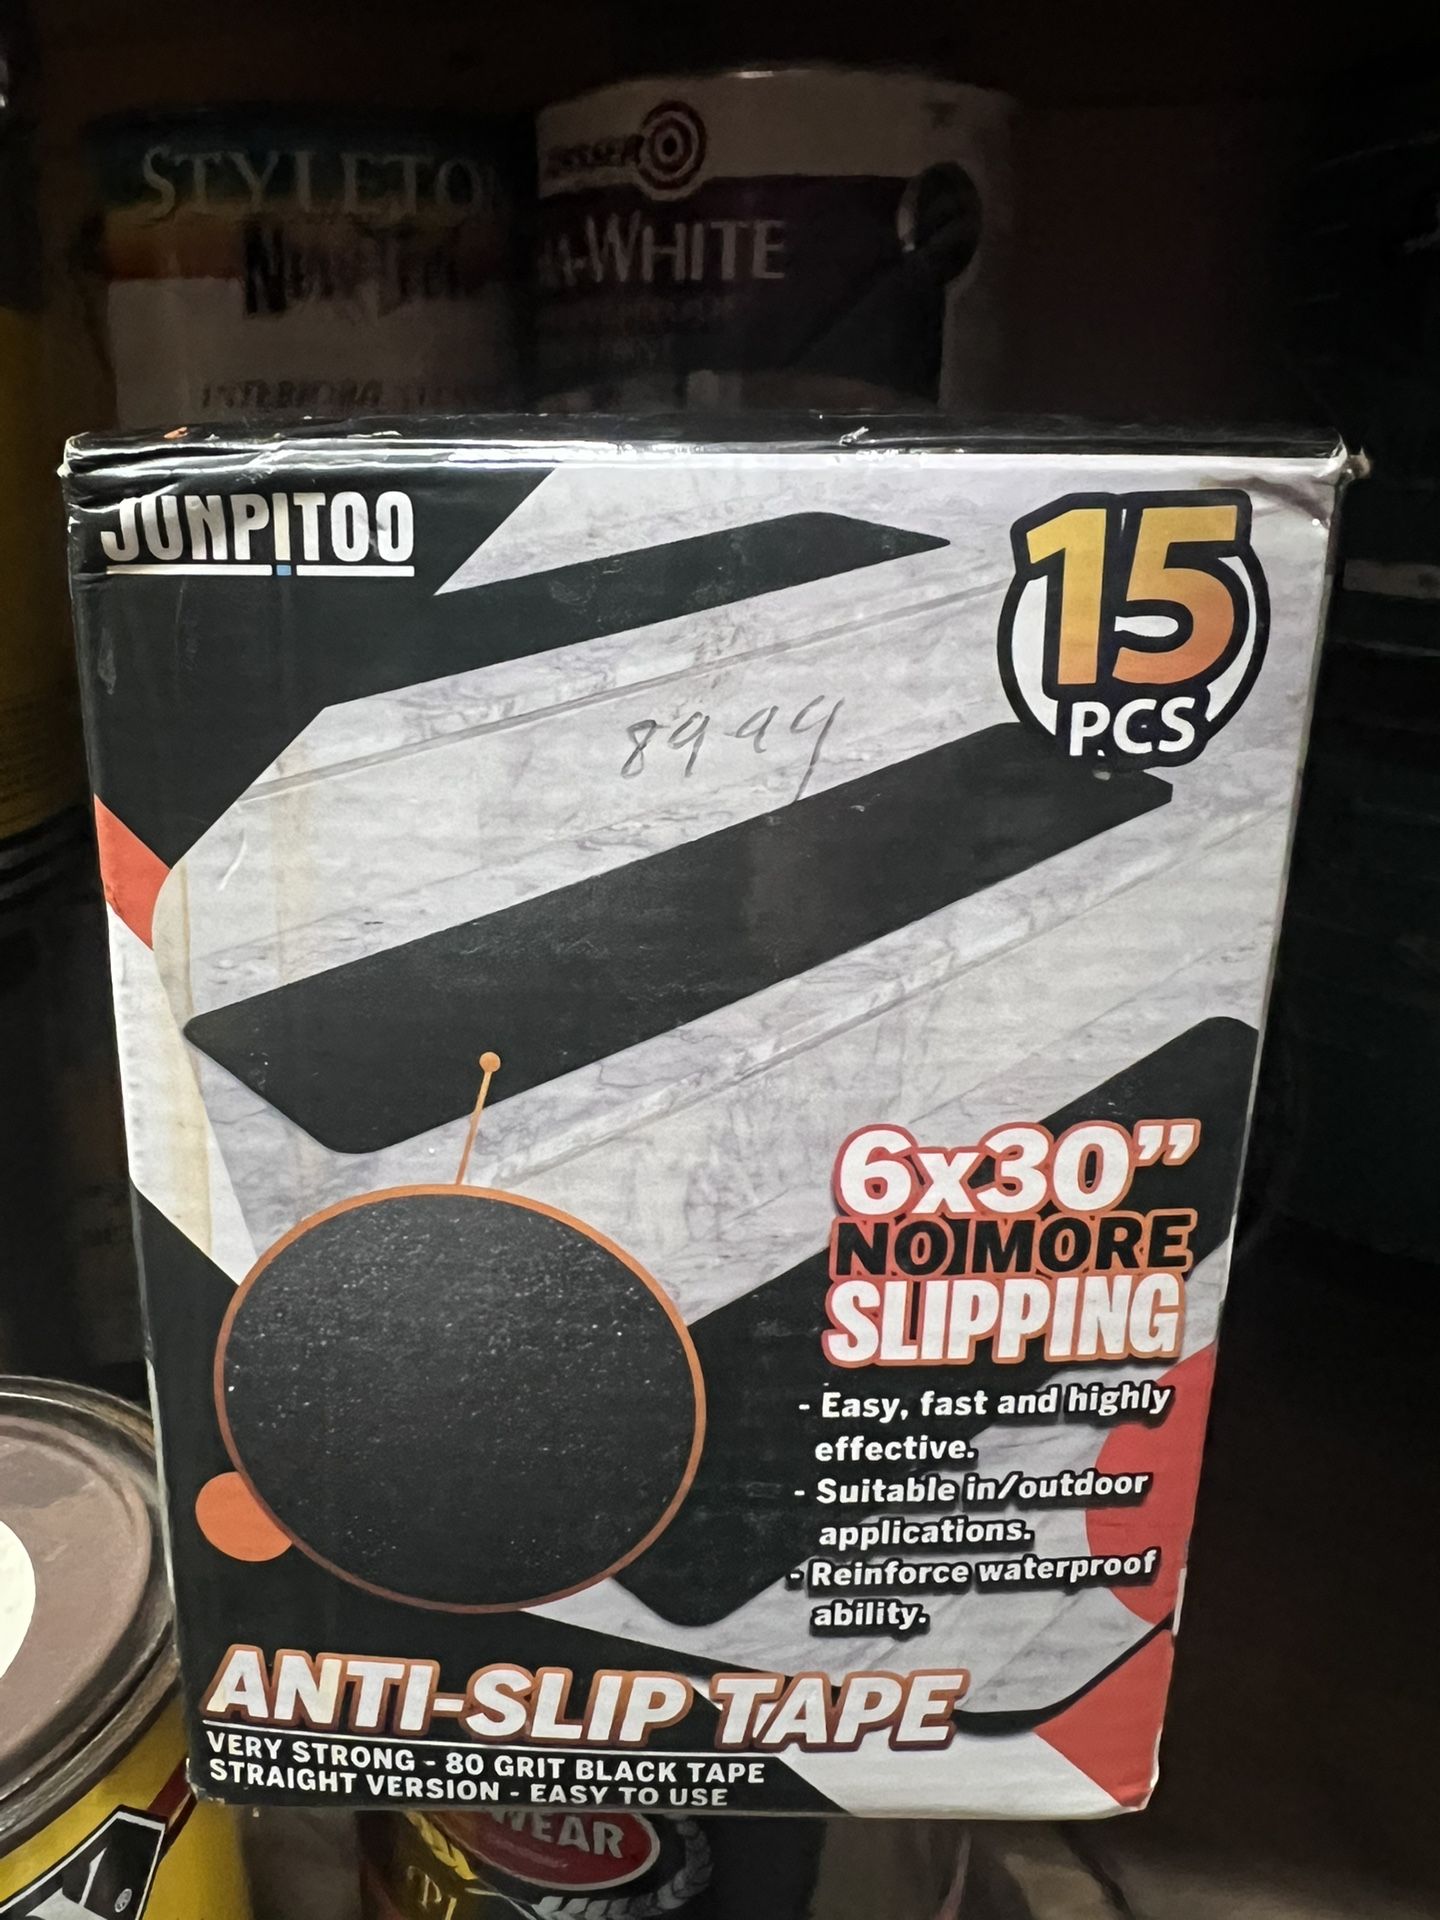 STYLETO
-WHITE
JUNPITOO
15
PCS
8999
6x30”
NO MORE
SLIPPING
- Easy, fast and highly
effective.
- Suitable in/outdoor
applications.
- Reinforce waterproof
ability.
ANTI-SLIP TAPE
VERY STRONG - 80 GRIT BLACK TAPE
STRAIGHT VERSION - EASY TO USE
WEAR